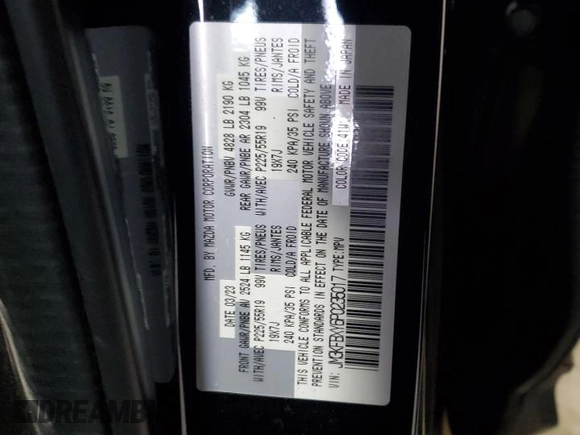 MFD. BY MAZDA MOTOR CORPORATION
DATE 03/23 GVWR/PNBV 4828 LB 2190 KG
FRONT GAWR/PNBE AV 2524 LB 1145 KG REAR GAWR/PNBE AR 2304 LB 1045 KG
WITH/AVEC P225/55R19 99V TIRES/PNEUS WITH/AVEC P225/55R19 99V TIRES/PNEUS
19X7J RIMS/JANTES 19X7J RIMS/JANTES
240 KPA/35 PSI COLD/A FROID 240 KPA/35 PSI COLD/A FROID
THIS VEHICLE CONFORMS TO ALL APPLICABLE FEDERAL MOTOR VEHICLE SAFETY AND THEFT
PREVENTION STANDARDS IN EFFECT ON THE DATE OF MANUFACTURE SHOWN ABOVE.
VIN: TYPE:MPV COLOR CODE 41W MADE IN JAPAN